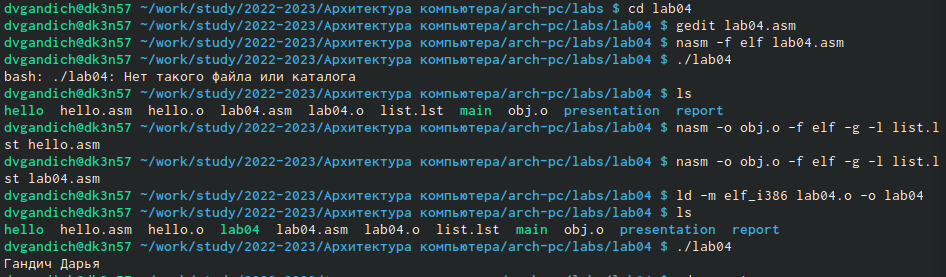 dvgandich@dk3n57 ~/work/study/2022-2023/Архитектура компьютера/arch-pc/labs $ cd lab04
dvgandich@dk3n57 ~/work/study/2022-2023/Архитектура компьютера/arch-pc/labs/lab04 $ gedit lab04.asm
dvgandich@dk3n57 ~/work/study/2022-2023/Архитектура компьютера/arch-pc/labs/lab04 $ nasm -f elf lab04.asm
dvgandich@dk3n57 ~/work/study/2022-2023/Архитектура компьютера/arch-pc/labs/lab04 $ ./lab04
bash: ./lab04: Нет такого файла или каталога
dvgandich@dk3n57 ~/work/study/2022-2023/Архитектура компьютера/arch-pc/labs/lab04 $ ls
hello  hello.asm  hello.o  lab04.asm  lab04.o  list.lst  main  obj.o  presentation  report
dvgandich@dk3n57 ~/work/study/2022-2023/Архитектура компьютера/arch-pc/labs/lab04 $ nasm -o obj.o -f elf -g -l list.l
st hello.asm
dvgandich@dk3n57 ~/work/study/2022-2023/Архитектура компьютера/arch-pc/labs/lab04 $ nasm -o obj.o -f elf -g -l list.l
st lab04.asm
dvgandich@dk3n57 ~/work/study/2022-2023/Архитектура компьютера/arch-pc/labs/lab04 $ ld -m elf_i386 lab04.o -o lab04
dvgandich@dk3n57 ~/work/study/2022-2023/Архитектура компьютера/arch-pc/labs/lab04 $ ls
hello  hello.asm  hello.o  lab04  lab04.asm  lab04.o  list.lst  main  obj.o  presentation  report
dvgandich@dk3n57 ~/work/study/2022-2023/Архитектура компьютера/arch-pc/labs/lab04 $ ./lab04
Гандич Дарья